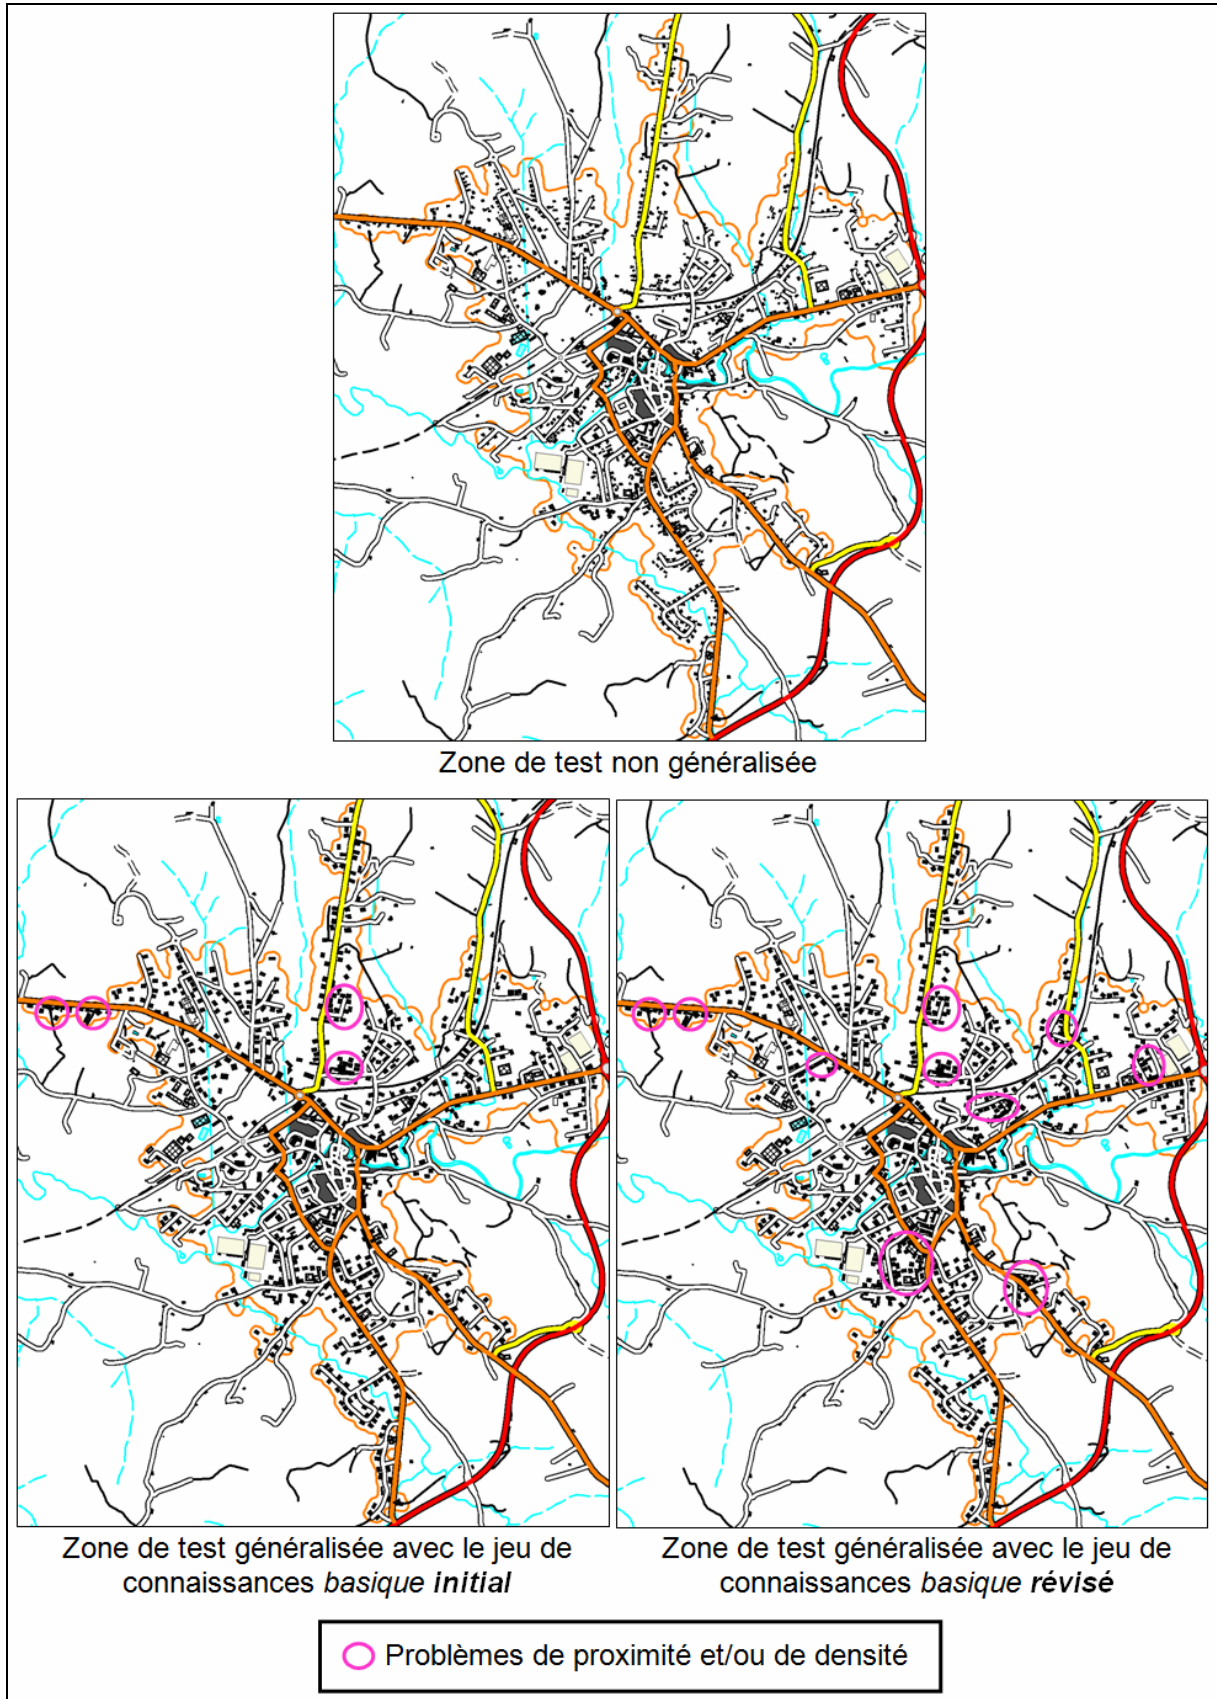 Zone de test non généralisée
Zone de test généralisée avec le jeu de
connaissances basique initial
Zone de test généralisée avec le jeu de
connaissances basique révisé
Problèmes de proximité et/ou de densité